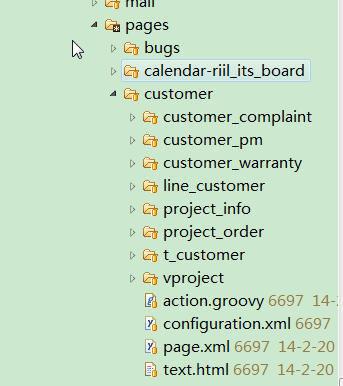 mail
pages
bugs
calendar-riil_its_board
customer
customer_complaint
customer_pm
customer_warranty
line_customer
project_info
project_order
t_customer
vproject
action.groovy 6697 14-2
configuration.xml 6697
page.xml 6697 14-2-20
text.html 6697 14-2-20